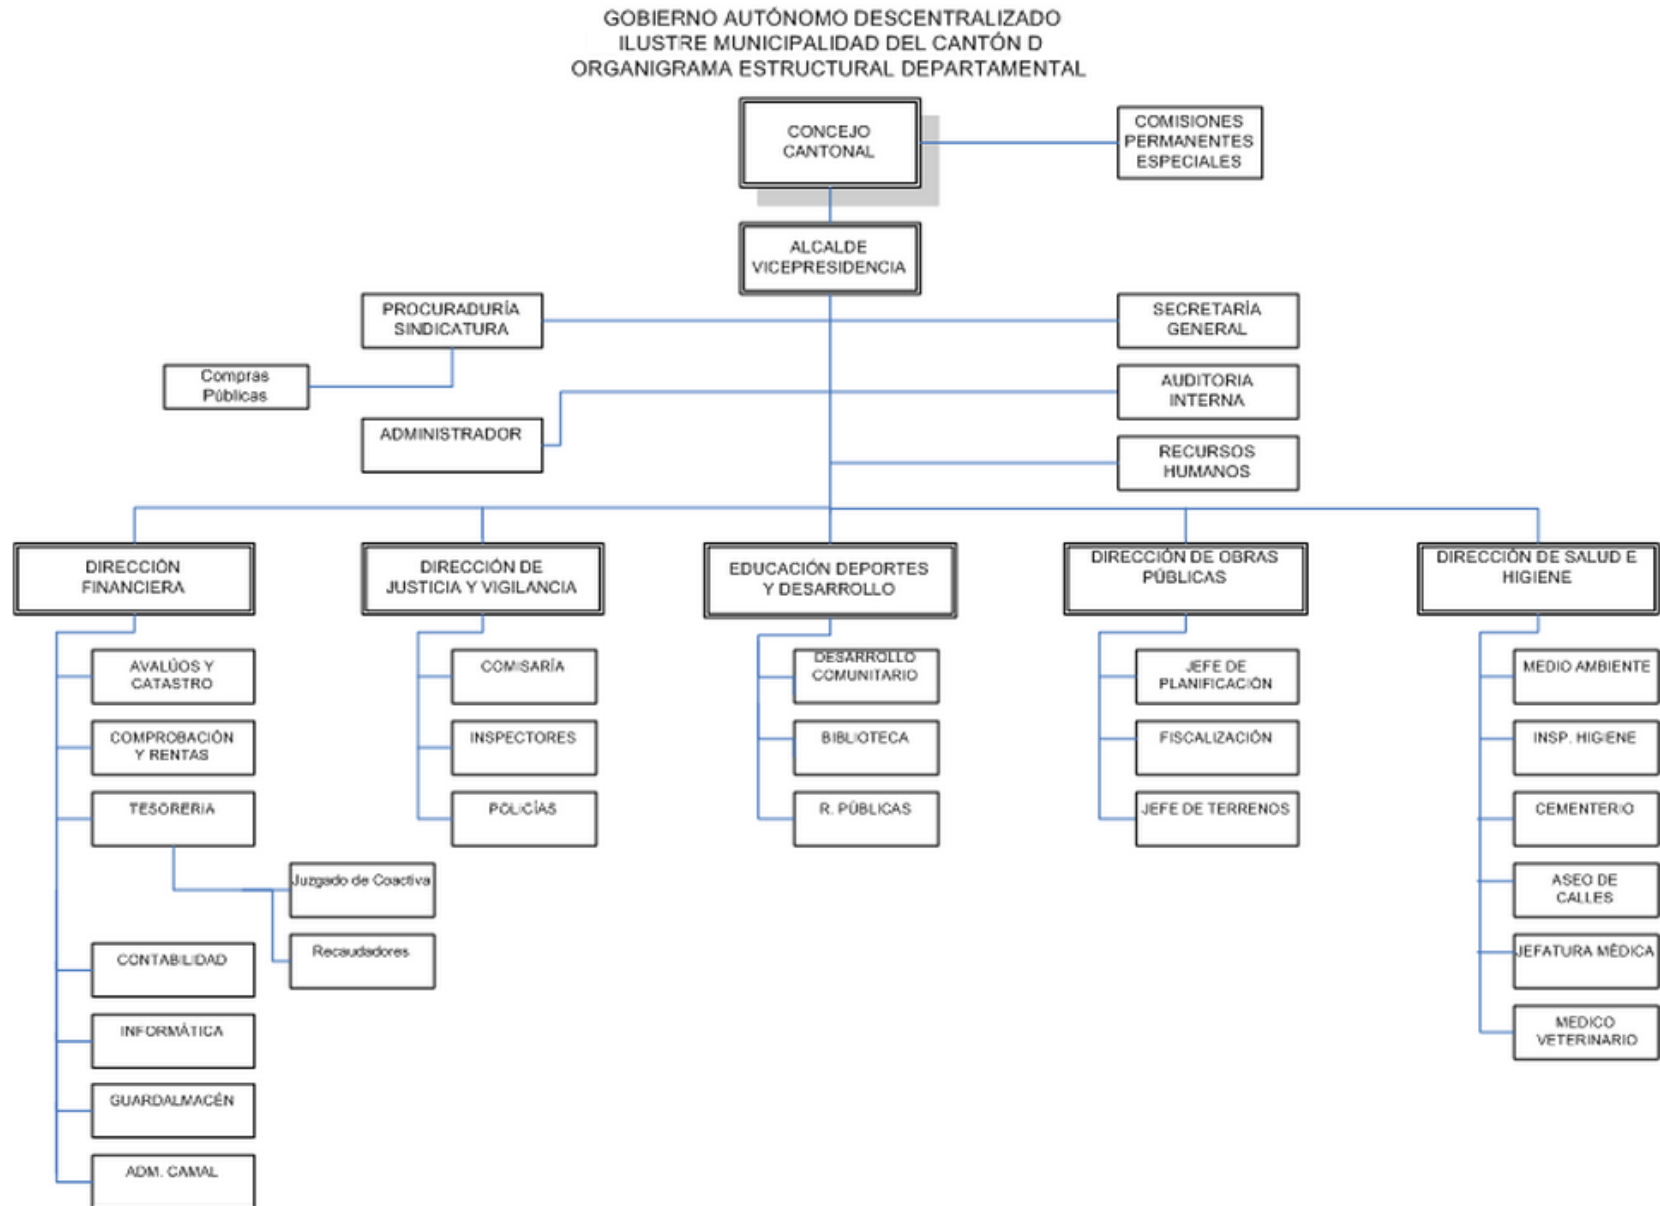 GOBIERNO AUTÓNOMO DESCENTRALIZADO
ILUSTRE MUNICIPALIDAD DEL CANTÓN D
ORGANIGRAMA ESTRUCTURAL DEPARTAMENTAL
CONCEJO
CANTONAL
COMISIONES
PERMANENTES
ESPECIALES
ALCALDE
VICEPRESIDENCIA
PROCURADURÍA
SINDICATURA
SECRETARÍA
GENERAL
Compras
Públicas
AUDITORIA
INTERNA
ADMINISTRADOR
RECURSOS
HUMANOS
DIRECCIÓN
FINANCIERA
DIRECCIÓN DE
JUSTICIA Y VIGILANCIA
EDUCACIÓN DEPORTES
Y DESARROLLO
DIRECCIÓN DE OBRAS
PÚBLICAS
DIRECCIÓN DE SALUD E
HIGIENE
AVALÚOS Y
CATASTRO
COMPROBACIÓN
Y RENTAS
TESORERIA
Juzgado de Coactiva
Recaudadores
CONTABILIDAD
INFORMÁTICA
GUARDALMACÉN
ADM. CAMAL
COMISARÍA
INSPECTORES
POLICÍAS
DESARROLLO
COMUNITARIO
BIBLIOTECA
R. PÚBLICAS
JEFE DE
PLANIFICACIÓN
FISCALIZACIÓN
JEFE DE TERRENOS
MEDIO AMBIENTE
INSP. HIGIENE
CEMENTERIO
ASEO DE
CALLES
JEFATURA MÉDICA
MEDICO
VETERINARIO